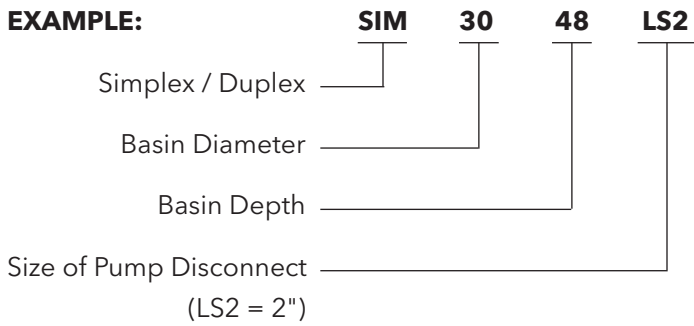 EXAMPLE: SIM 30 48 LS2
Simplex / Duplex
Basin Diameter
Basin Depth
Size of Pump Disconnect
(LS2 = 2")